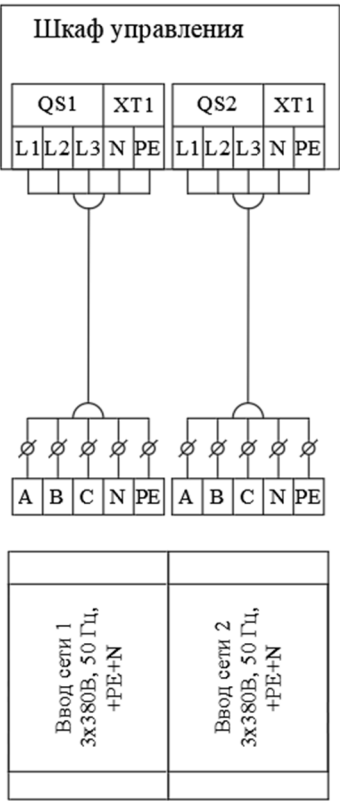 Шкаф управления
QS1 XT1 QS2 XT1
L1 L2 L3 N PE L1 L2 L3 N PE
A B C N PE A B C N PE
Ввод сети 1
3х380В, 50 Гц,
+PE+N
Ввод сети 2
3х380В, 50 Гц,
+PE+N